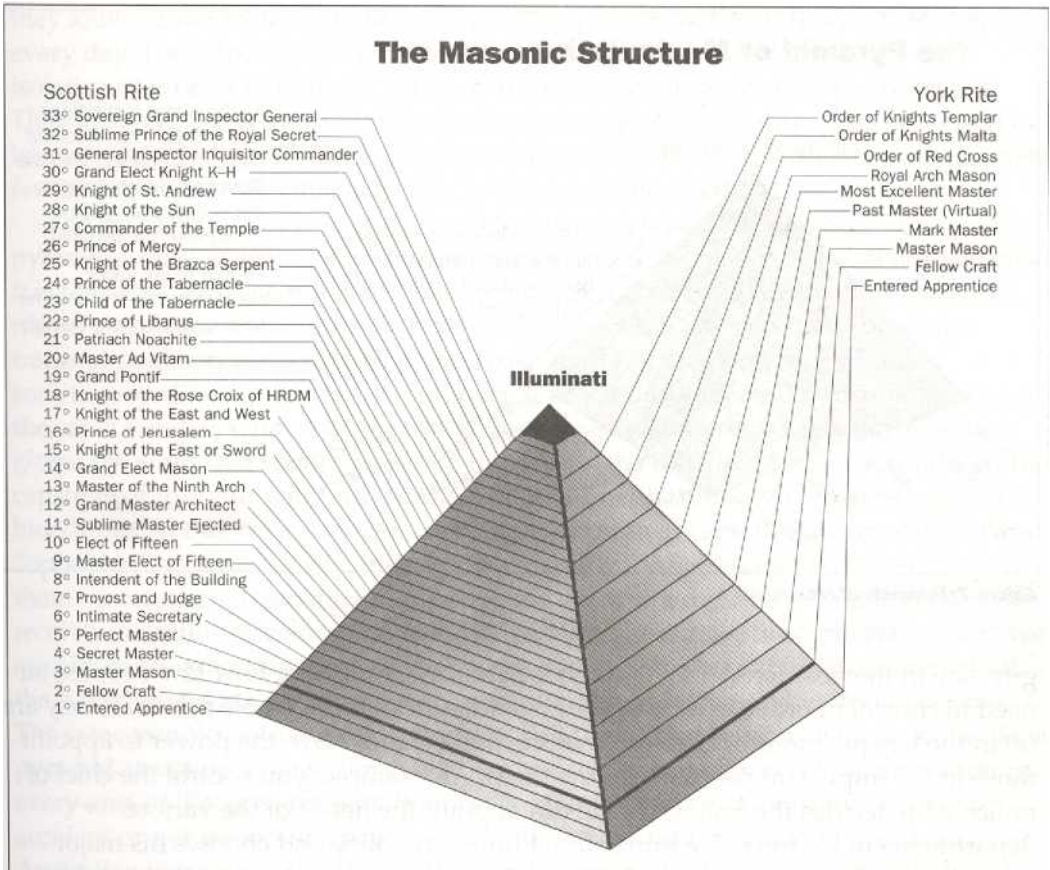 The Masonic Structure
Scottish Rite
33° Sovereign Grand Inspector General
32° Sublime Prince of the Royal Secret
31° General Inspector Inquisitor Commander
30° Grand Elect Knight K–H
29° Knight of St. Andrew
28° Knight of the Sun
27° Commander of the Temple
26° Prince of Mercy
25° Knight of the Brazca Serpent
24° Prince of the Tabernacle
23° Child of the Tabernacle
22° Prince of Libanus
21° Patriach Noachite
20° Master Ad Vitam
19° Grand Pontif
18° Knight of the Rose Croix of HRDM
17° Knight of the East and West
16° Prince of Jerusalem
15° Knight of the East or Sword
14° Grand Elect Mason
13° Master of the Ninth Arch
12° Grand Master Architect
11° Sublime Master Ejected
10° Elect of Fifteen
9° Master Elect of Fifteen
8° Intendent of the Building
7° Provost and Judge
6° Intimate Secretary
5° Perfect Master
4° Secret Master
3° Master Mason
2° Fellow Craft
1° Entered Apprentice
York Rite
Order of Knights Templar
Order of Knights Malta
Order of Red Cross
Royal Arch Mason
Most Excellent Master
Past Master (Virtual)
Mark Master
Master Mason
Fellow Craft
Entered Apprentice
Illuminati